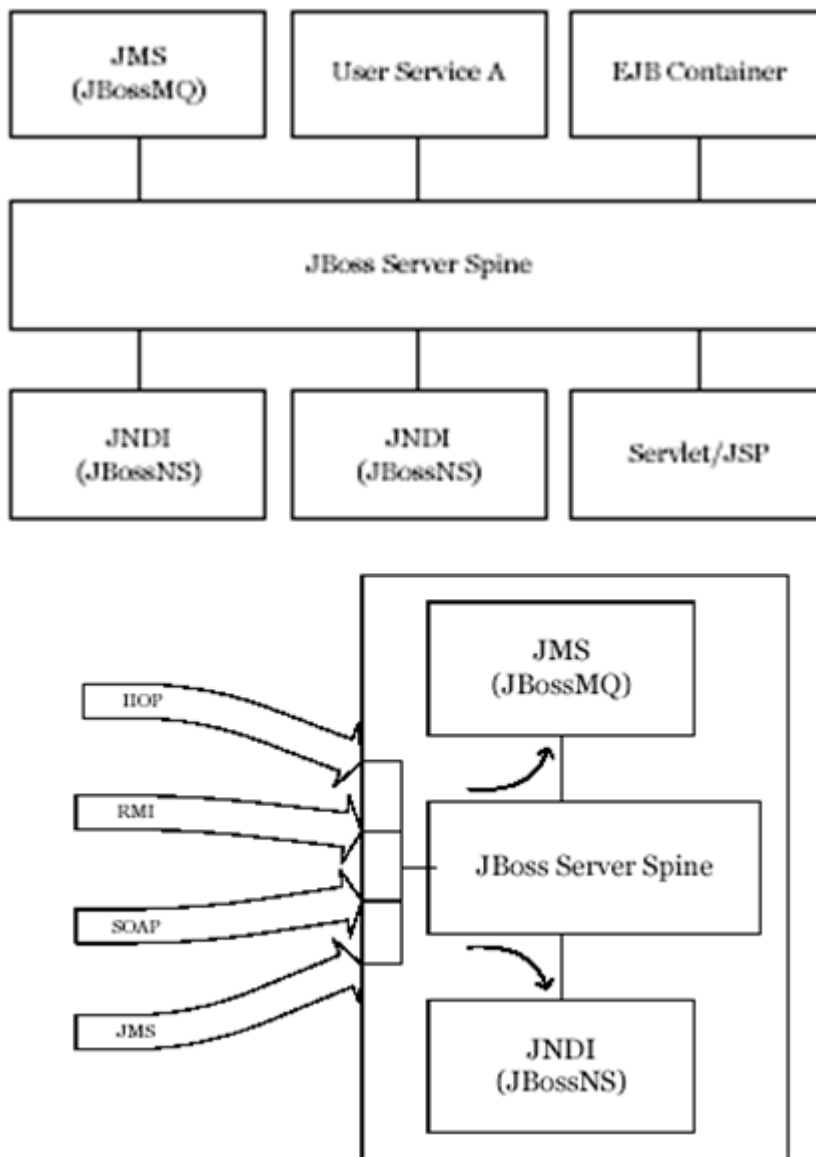 JMS
(JBossMQ)
User Service A
EJB Container
JBoss Server Spine
JNDI
(JBossNS)
JNDI
(JBossNS)
Servlet/JSP
JMS
(JBossMQ)
IIOP
RMI
JBoss Server Spine
SOAP
JMS
JNDI
(JBossNS)